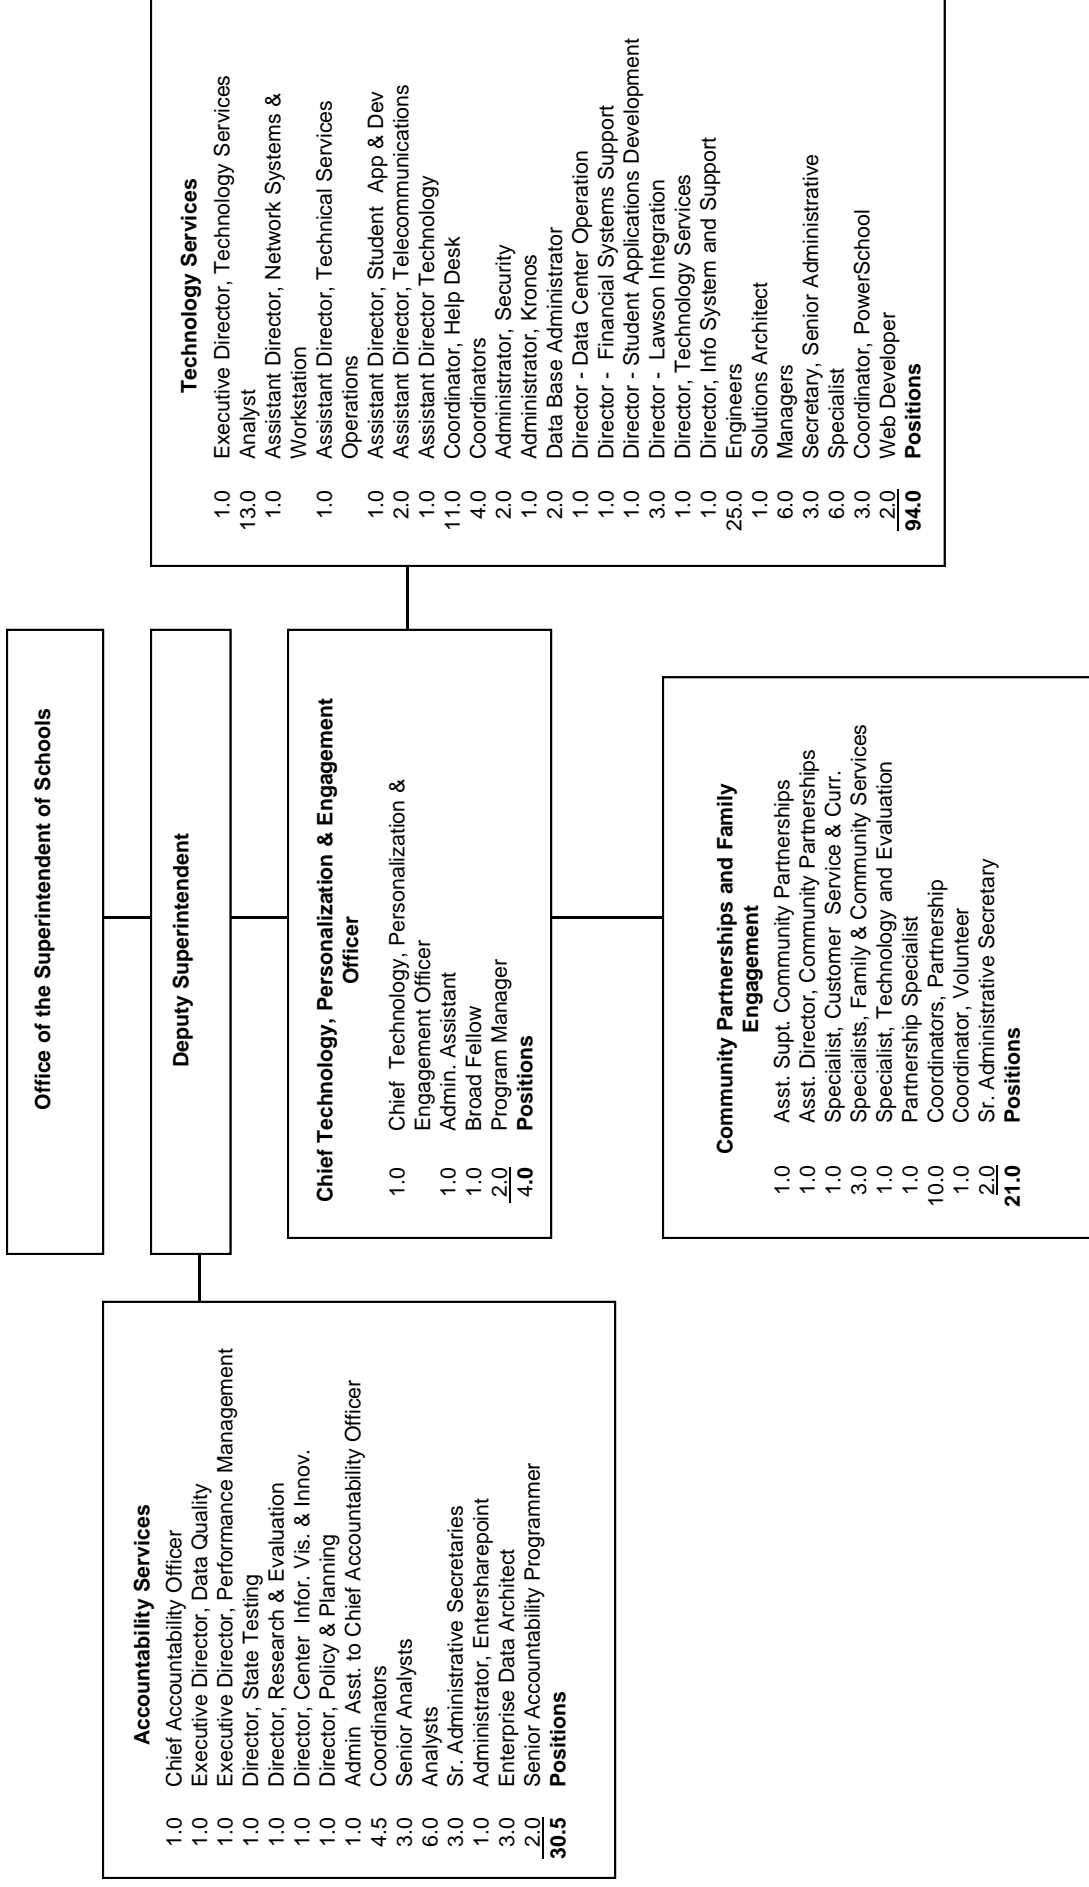 Office of the Superintendent of Schools
Deputy Superintendent
Accountability Services
1.0 Chief Accountability Officer
1.0 Executive Director, Data Quality
1.0 Executive Director, Performance Management
1.0 Director, State Testing
1.0 Director, Research & Evaluation
1.0 Director, Center Infor. Vis. & Innov.
1.0 Director, Policy & Planning
1.0 Admin Asst. to Chief Accountability Officer
4.5 Coordinators
3.0 Senior Analysts
6.0 Analysts
3.0 Sr. Administrative Secretaries
1.0 Administrator, Entersharepoint
3.0 Enterprise Data Architect
2.0 Senior Accountability Programmer
30.5 Positions
Chief Technology, Personalization & Engagement
Officer
1.0 Chief Technology, Personalization &
Engagement Officer
1.0 Admin. Assistant
1.0 Broad Fellow
2.0 Program Manager
4.0 Positions
Technology Services
1.0 Executive Director, Technology Services
13.0 Analyst
1.0 Assistant Director, Network Systems &
Workstation
1.0 Assistant Director, Technical Services
Operations
1.0 Assistant Director, Student App & Dev
2.0 Assistant Director, Telecommunications
1.0 Assistant Director Technology
11.0 Coordinator, Help Desk
4.0 Coordinators
2.0 Administrator, Security
1.0 Administrator, Kronos
2.0 Data Base Administrator
1.0 Director - Data Center Operation
1.0 Director - Financial Systems Support
1.0 Director - Student Applications Development
3.0 Director - Lawson Integration
1.0 Director, Technology Services
1.0 Director, Info System and Support
25.0 Engineers
1.0 Solutions Architect
6.0 Managers
3.0 Secretary, Senior Administrative
6.0 Specialist
3.0 Coordinator, PowerSchool
2.0 Web Developer
94.0 Positions
Community Partnerships and Family
Engagement
1.0 Asst. Supt. Community Partnerships
1.0 Asst. Director, Community Partnerships
1.0 Specialist, Customer Service & Curr.
3.0 Specialists, Family & Community Services
1.0 Specialist, Technology and Evaluation
1.0 Partnership Specialist
10.0 Coordinators, Partnership
1.0 Coordinator, Volunteer
2.0 Sr. Administrative Secretary
21.0 Positions